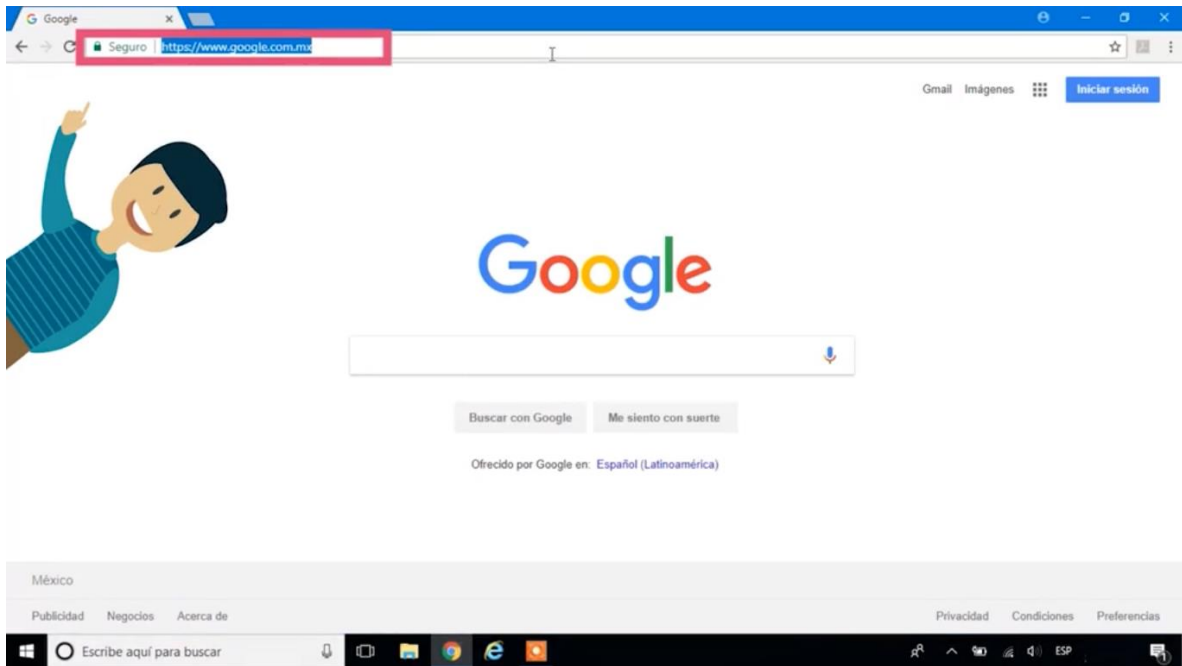 Google
Seguro | https://www.google.com.mx
Gmail Imágenes Iniciar sesión
Google
Buscar con Google Me siento con suerte
Ofrecido por Google en: Español (Latinoamérica)
México
Publicidad Negocios Acerca de Privacidad Condiciones Preferencias
Escribe aquí para buscar ESP